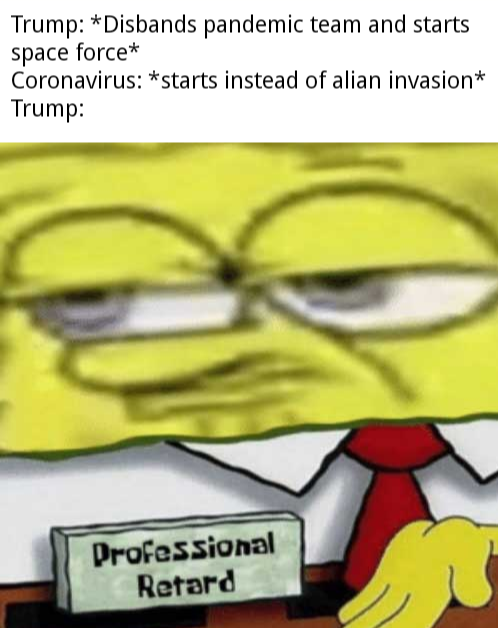 Trump: *Disbands pandemic team and starts
space force*
Coronavirus: *starts instead of alian invasion*
Trump:
Professional
Retard